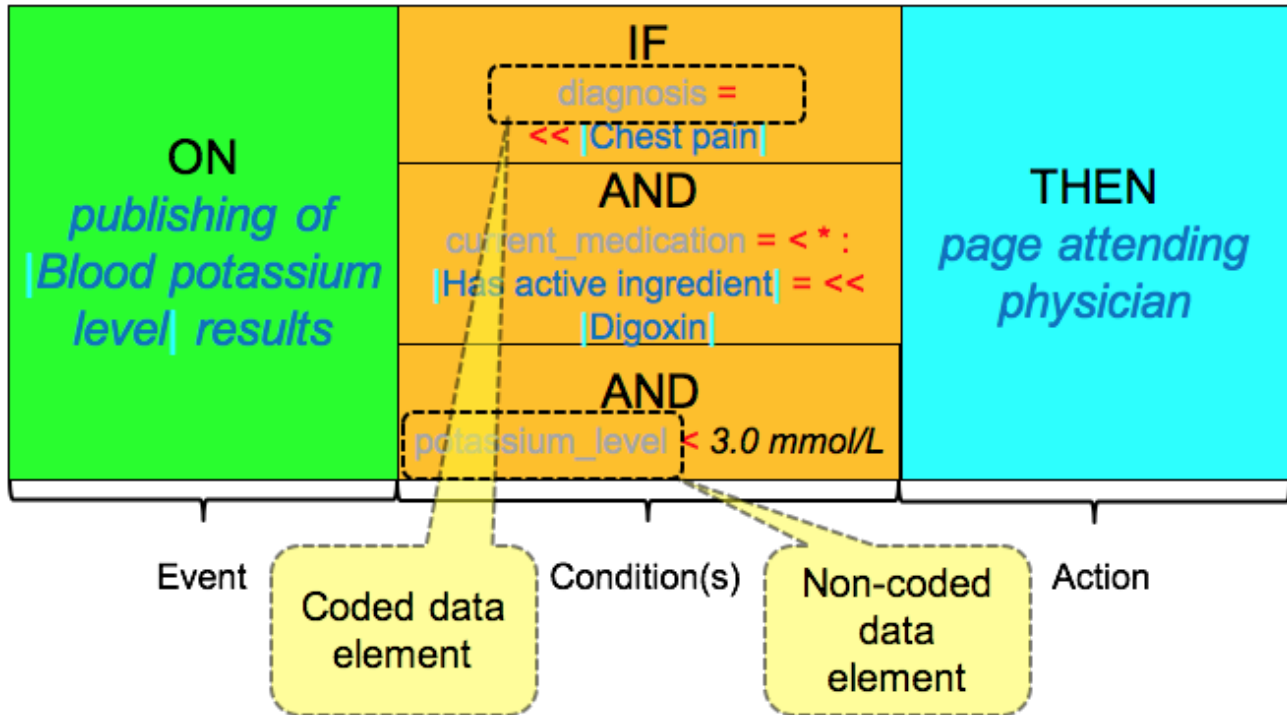 ON
publishing of
|Blood potassium
level| results
IF
diagnosis =
<< |Chest pain|
AND
current_medication = < * :
|Has active ingredient| = <<
|Digoxin|
AND
potassium_level < 3.0 mmol/L
THEN
page attending
physician
Event
Condition(s)
Action
Coded data
element
Non-coded
data
element